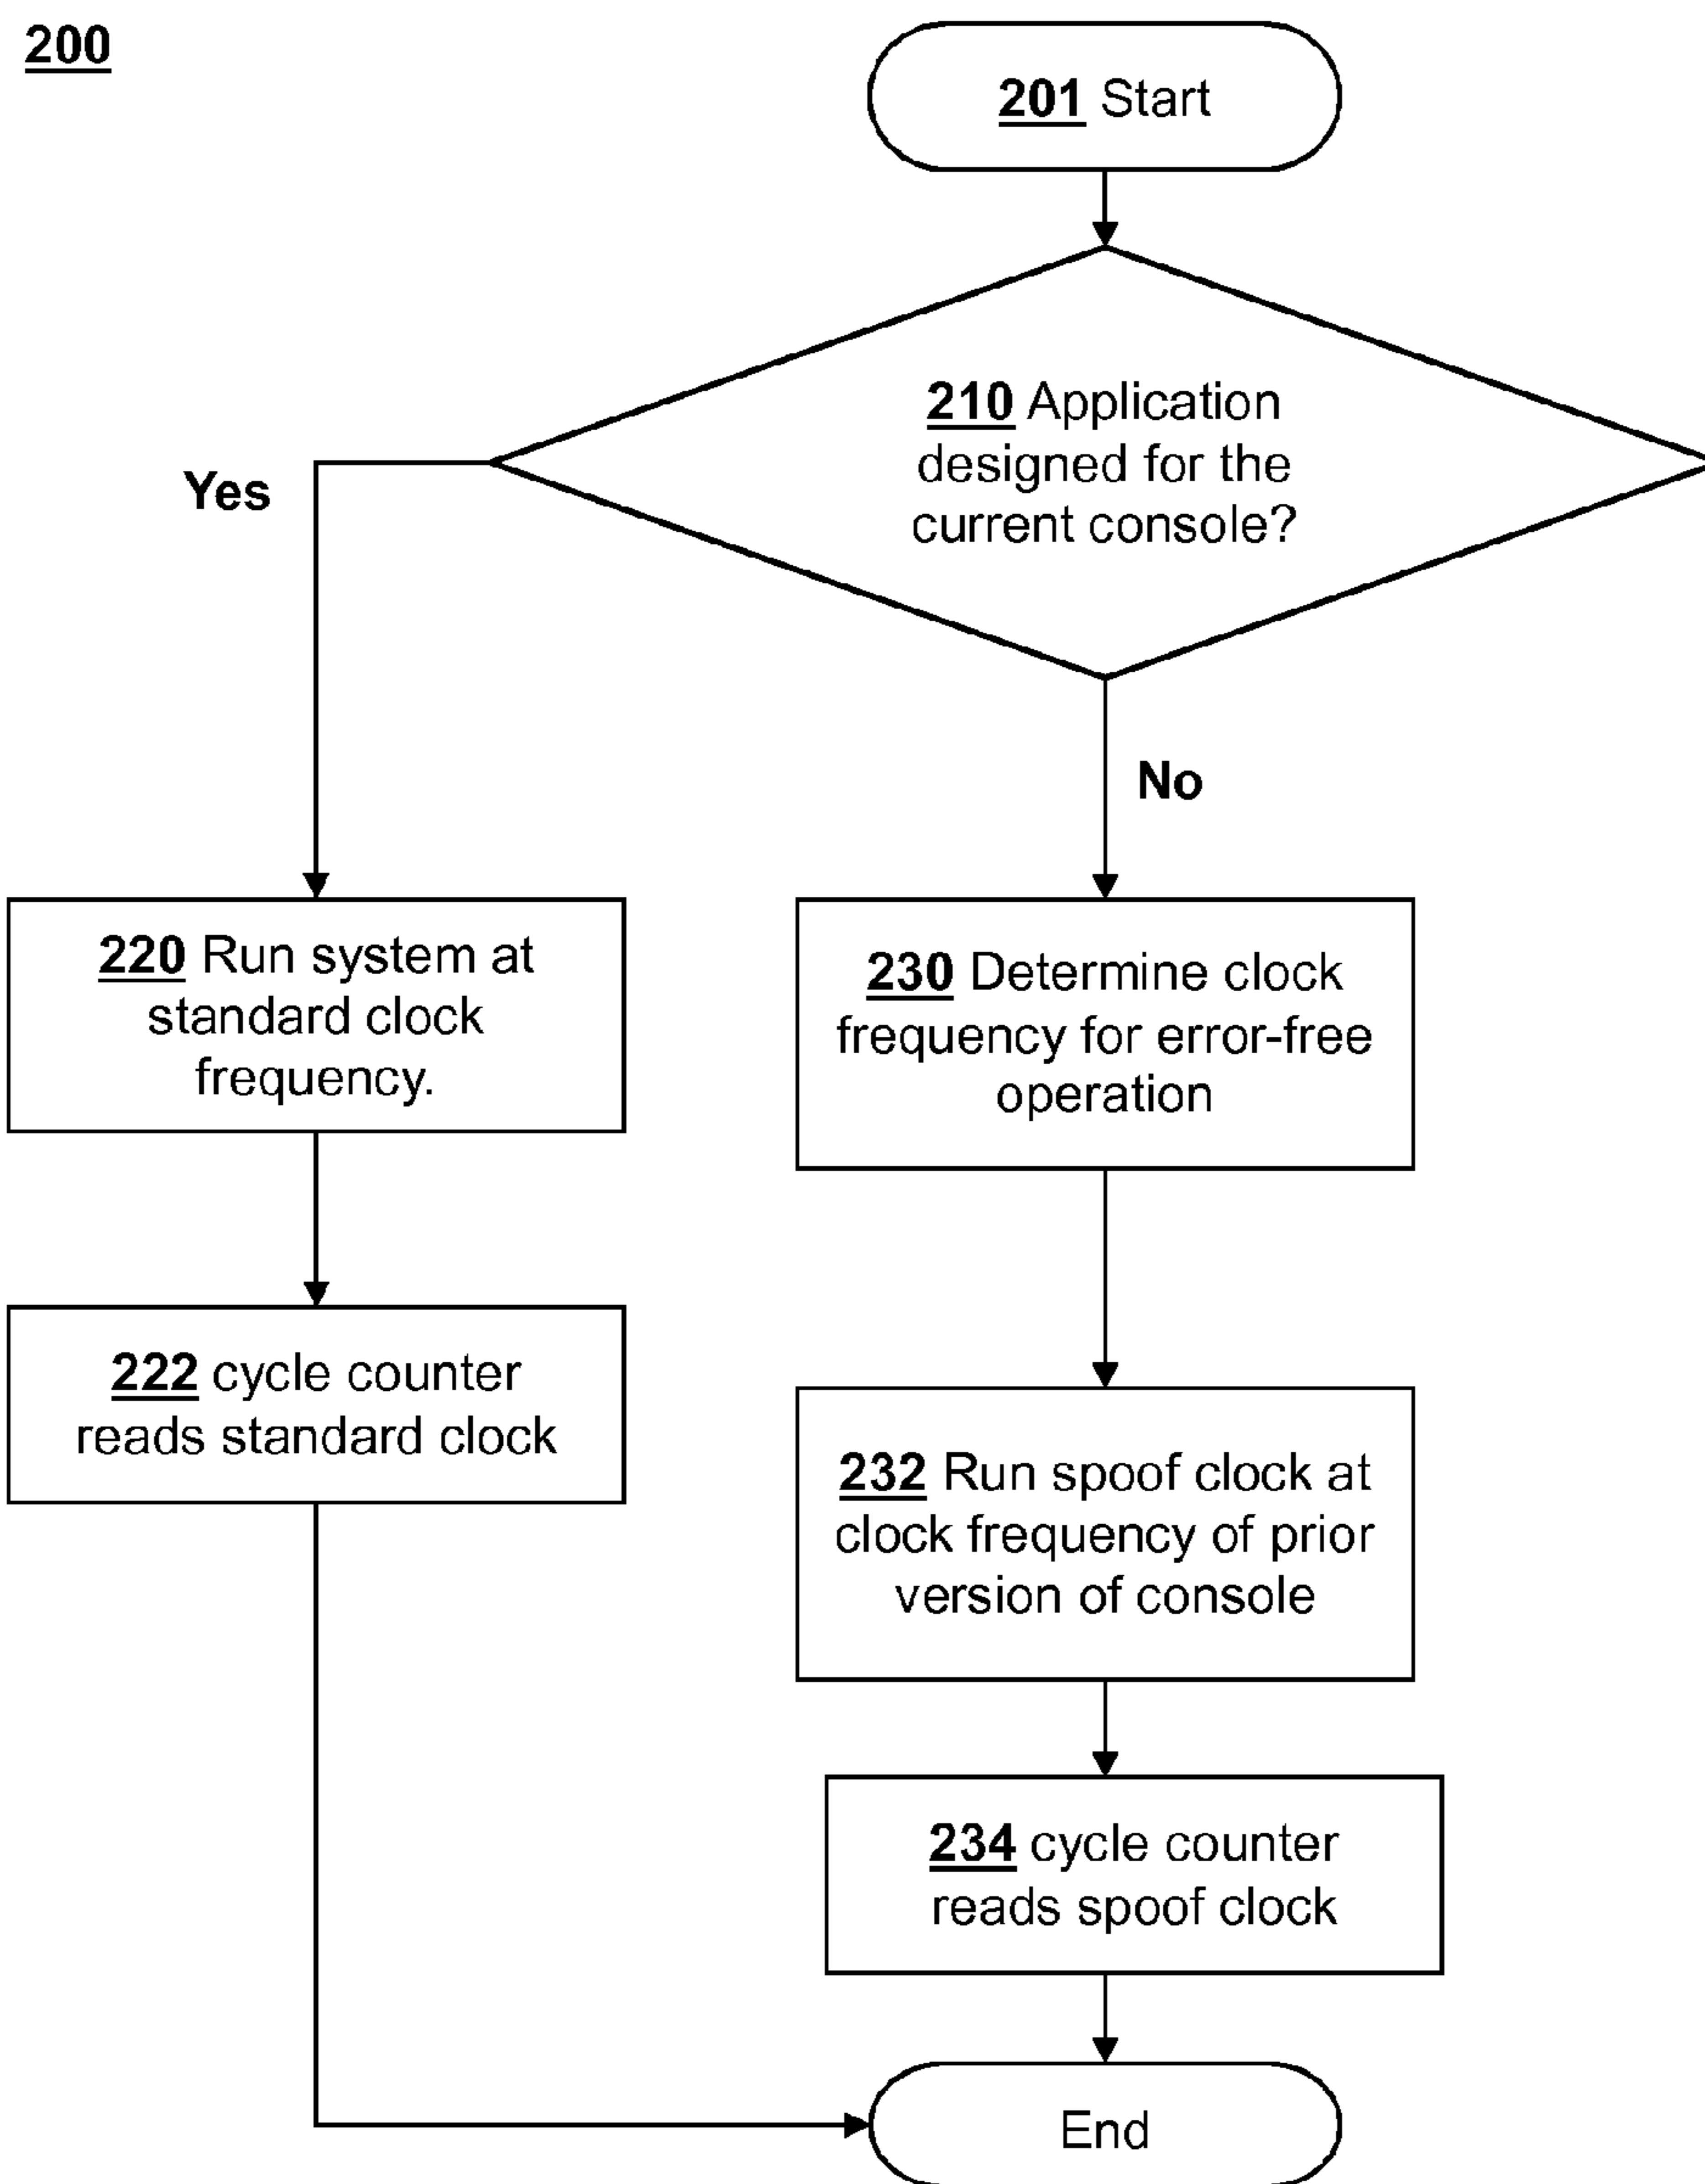 200
201 Start
210 Application
designed for the
current console?
Yes
No
220 Run system at
standard clock
frequency.
230 Determine clock
frequency for error-free
operation
222 cycle counter
reads standard clock
232 Run spoof clock at
clock frequency of prior
version of console
234 cycle counter
reads spoof clock
End